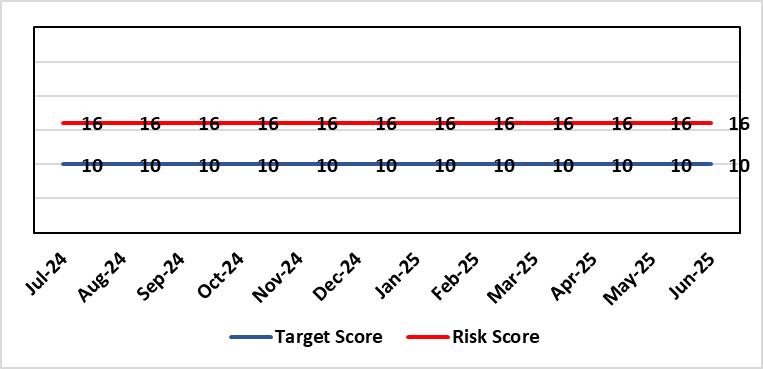 16 16 16 16 16 16 16 16 16 16 16 16
10 10 10 10 10 10 10 10 10 10 10 10
Jul-24 Aug-24 Sep-24 Oct-24 Nov-24 Dec-24 Jan-25 Feb-25 Mar-25 Apr-25 May-25 Jun-25
Target Score Risk Score